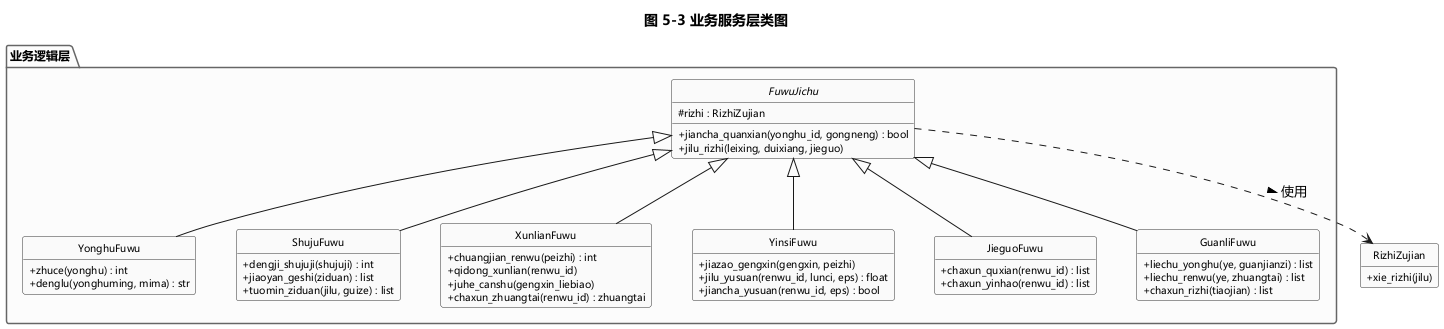 图 5-3 业务服务层类图
业务逻辑层
FuwuJichu
#rizhi : RizhiZujian
+jiancha_quanxian(yonghu_id, gongneng) : bool
+jilu_rizhi(leixing, duixiang, jieguo)
使用
YonghuFuwu
+zhuce(yonghu) : int
+denglu(yonghuming, mima) : str
ShujuFuwu
+dengji_shujuji(shujuji) : int
+jiaoyan_geshi(ziduan) : list
+tuomin_ziduan(jilu, guize) : list
XunlianFuwu
+chuangjian_renwu(peizhi) : int
+qidong_xunlian(renwu_id)
+juhe_canshu(gengxin_liebiao)
+chaxun_zhuangtai(renwu_id) : zhuangtai
YinsiFuwu
+jiazao_gengxin(gengxin, peizhi)
+jilu_yusuan(renwu_id, lunci, eps) : float
+jiancha_yusuan(renwu_id, eps) : bool
JieguoFuwu
+chaxun_quxian(renwu_id) : list
+chaxun_yinhao(renwu_id) : list
GuanliFuwu
+liechu_yonghu(ye, guanjianzi) : list
+liechu_renwu(ye, zhuangtai) : list
+chaxun_rizhi(tiaojian) : list
RizhiZujian
+xie_rizhi(jilu)